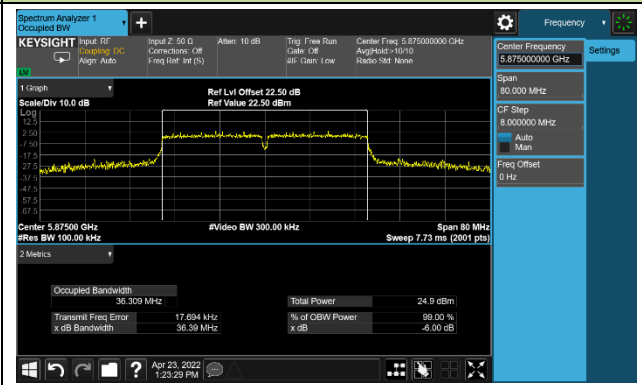 Spectrum Analyzer 1
Occupied BW
Frequency
KEYSIGHT
Input: RF
Coupling: DC
Align: Auto
Input Z: 50 Ω
Corrections: Off
Freq Ref: Int (S)
Atten: 10 dB
Trig: Free Run
Gate: Off
#IF Gain: Low
Center Freq: 5.875000000 GHz
Avg|Hold:>10/10
Radio Std: None
LV
Center Frequency
5.875000000 GHz
Settings
Span
80.000 MHz
CF Step
8.000000 MHz
Auto
Man
Freq Offset
0 Hz
1 Graph
Scale/Div 10.0 dB
Ref Lvl Offset 22.50 dB
Ref Value 22.50 dBm
Log
12.5
2.50
-7.50
-17.5
-27.5
-37.5
-47.5
-57.5
-67.5
Center 5.87500 GHz
#Res BW 100.00 kHz
#Video BW 300.00 kHz
Span 80 MHz
Sweep 7.73 ms (2001 pts)
2 Metrics
Occupied Bandwidth
36.309 MHz
Total Power 24.9 dBm
Transmit Freq Error 17.694 kHz
% of OBW Power 99.00 %
x dB Bandwidth 36.39 MHz
x dB -6.00 dB
?
Apr 23, 2022
1:23:29 PM